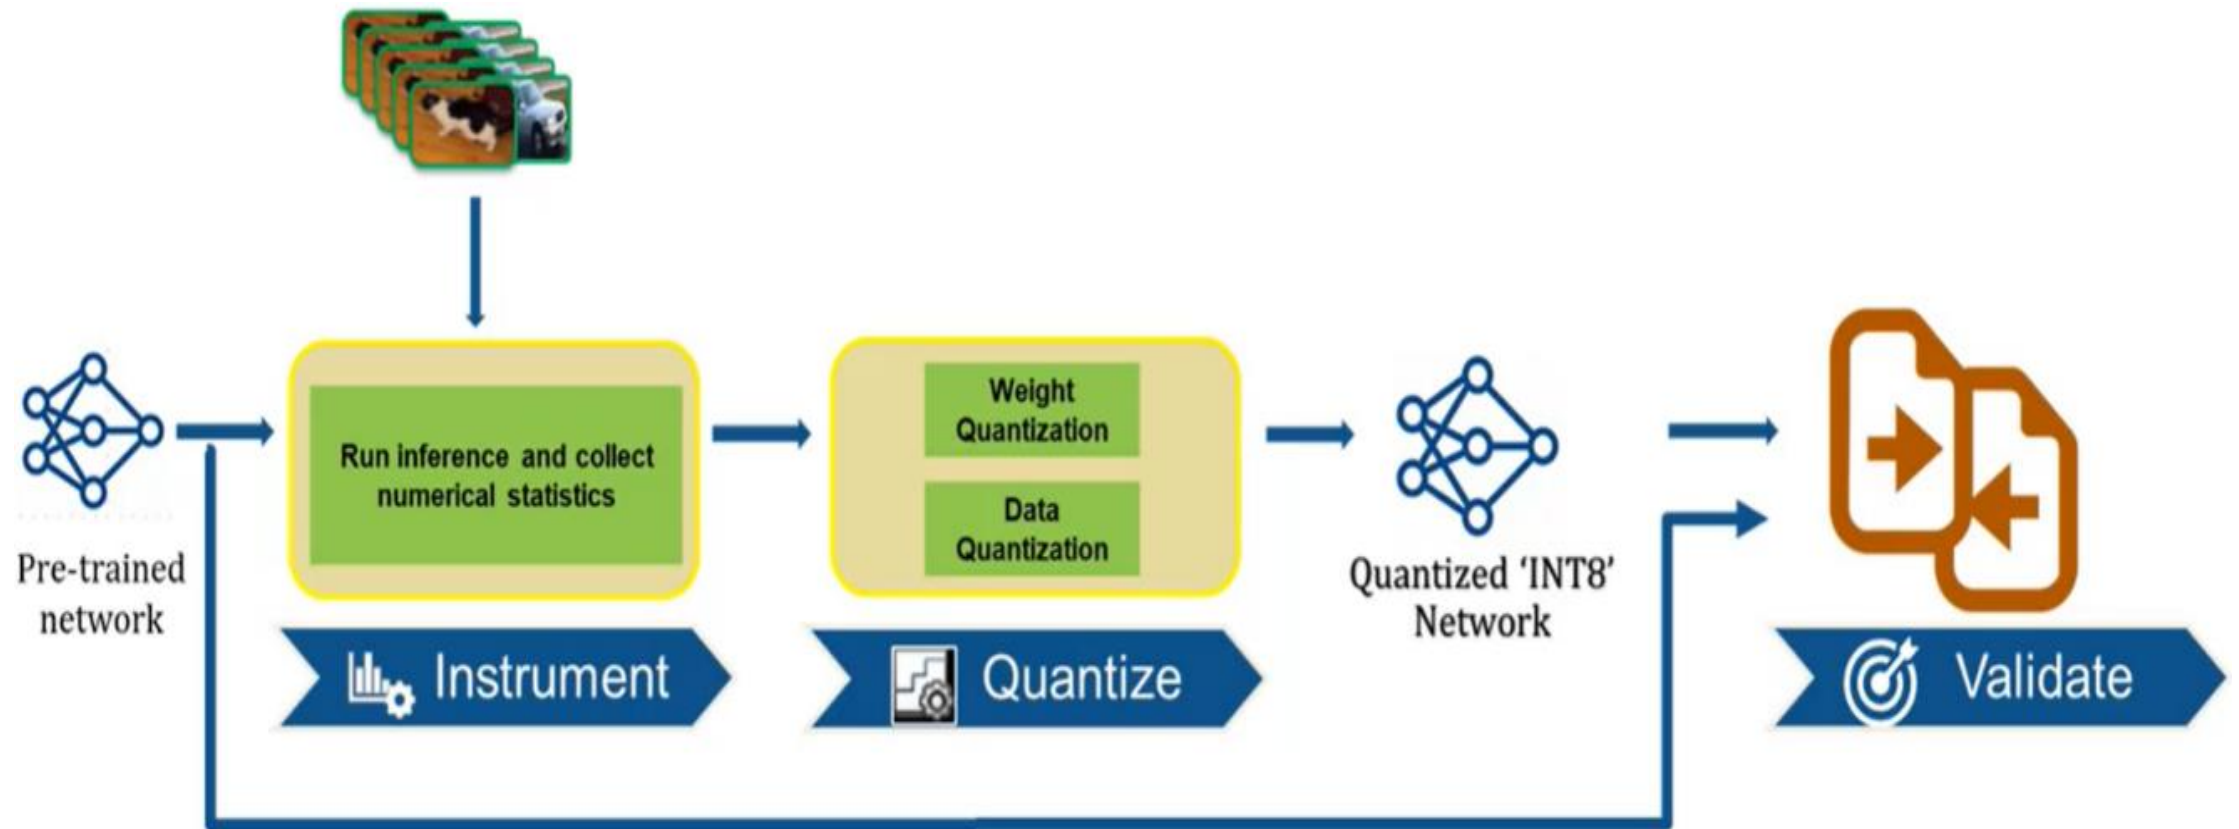 Pre-trained
network
Run inference and collect
numerical statistics
Instrument
Weight
Quantization
Data
Quantization
Quantize
Quantized ‘INT8’
Network
Validate